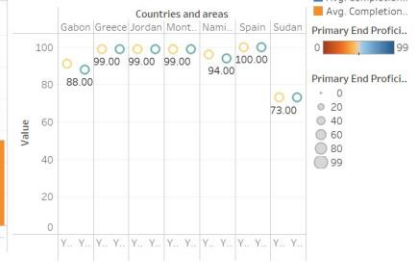 Countries and areas
Gabon Greece Jordan Mont.. Nami.. Spain Sudan
100
80
60
40
20
0
Value
88.00
99.00 99.00 99.00
94.00
100.00
73.00
Y.. Y.. Y.. Y.. Y.. Y.. Y.. Y.. Y.. Y.. Y.. Y.. Y.. Y..
Avg. Completion..
Primary End Profici..
0 99
Primary End Profici..
0
20
40
60
80
99